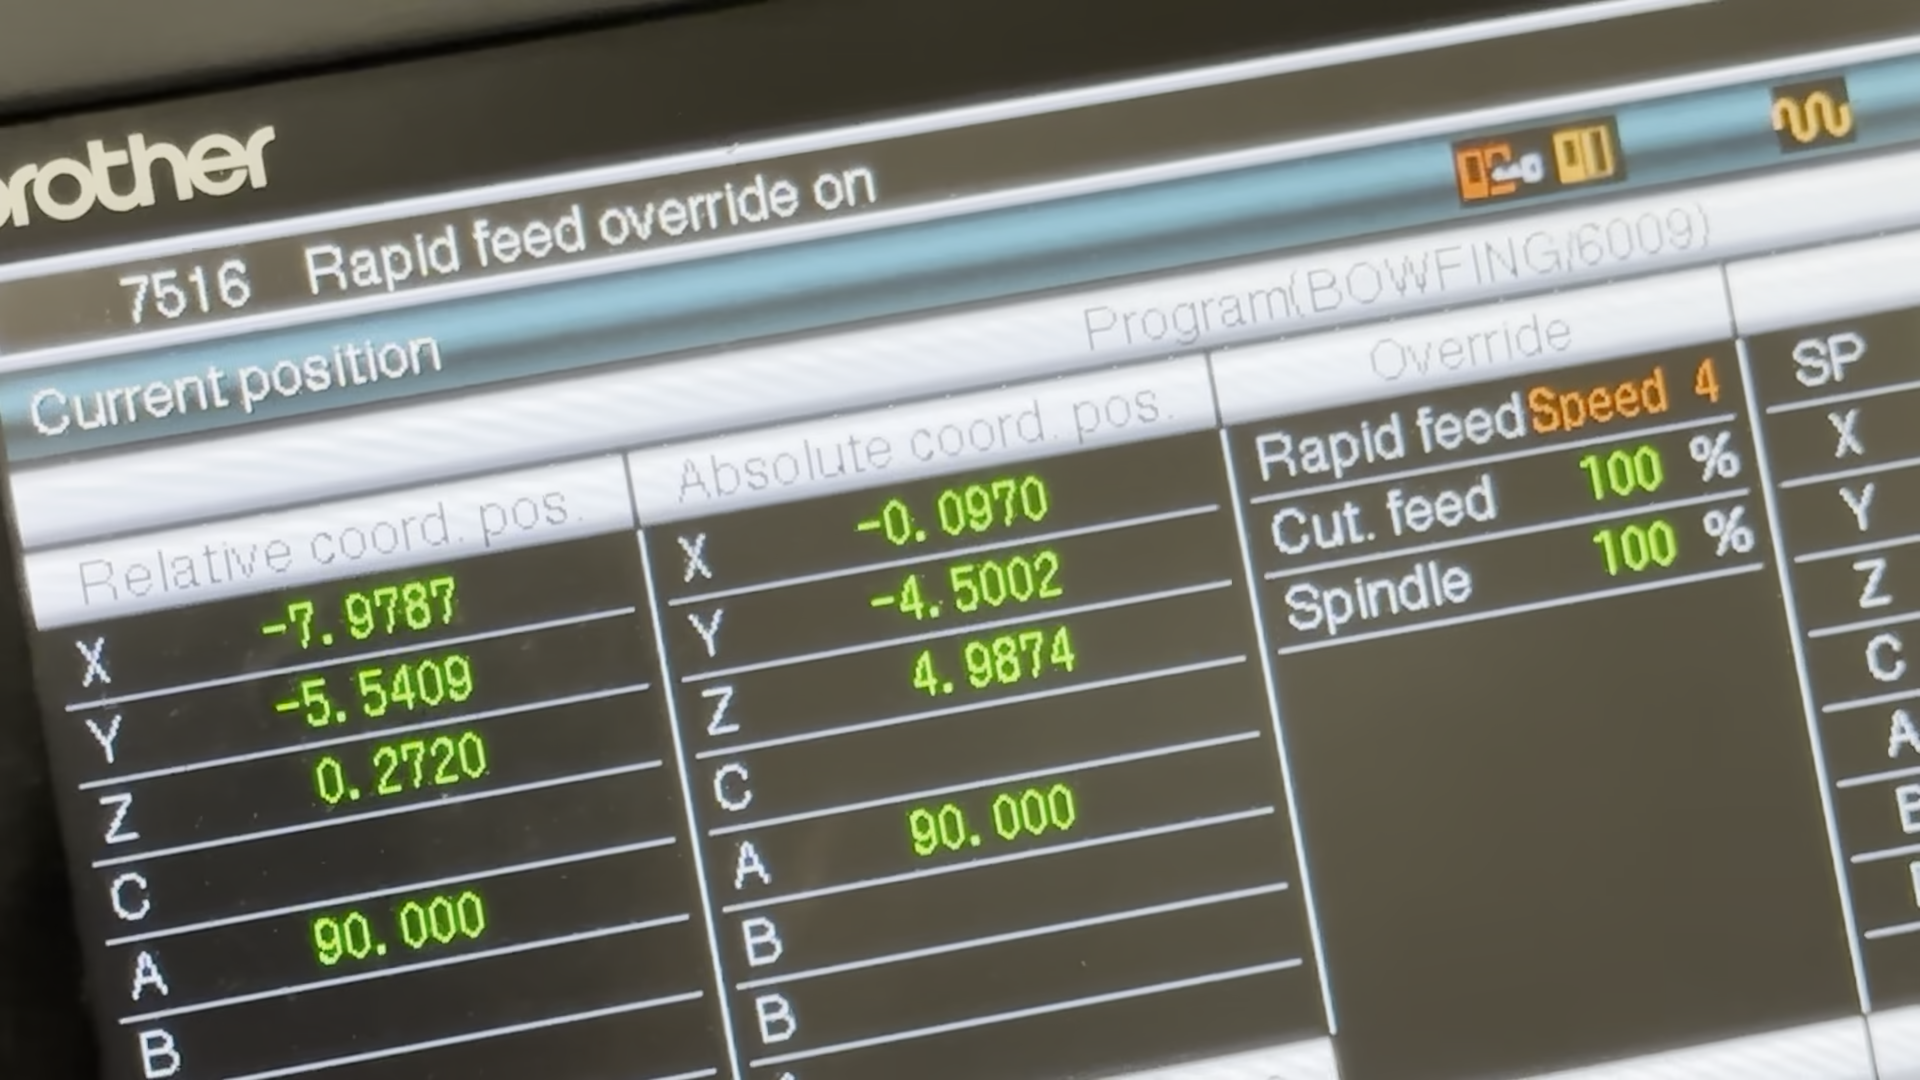 brother
7516 Rapid feed override on
Current position
Program(BOWFING/6009)
Relative coord. pos. Absolute coord. pos. Override
X -7.9787 X -0.0970 Rapid feed Speed 4 SP
Y -5.5409 Y -4.5002 Cut. feed 100 % X
Z 0.2720 Z 4.9874 Spindle 100 % Y
C C Z
A 90.000 A 90.000 C
B B A
B